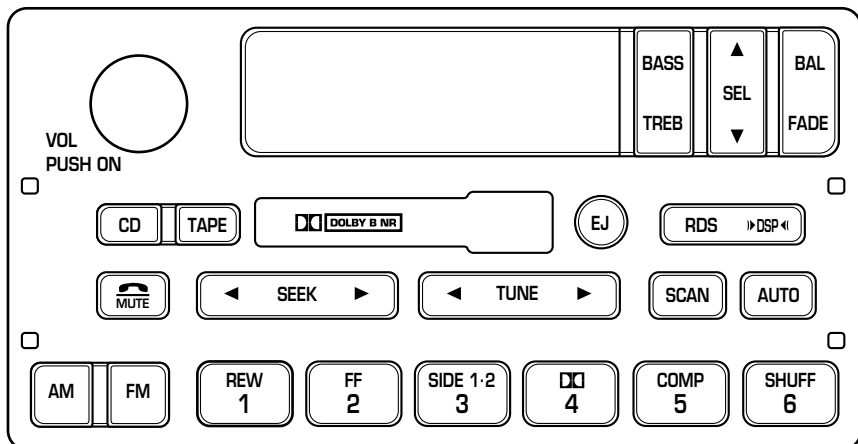 BASS
TREB
▲
SEL
▼
BAL
FADE
VOL
PUSH ON
CD
TAPE
DOLBY B NR
EJ
RDS
DSP
MUTE
◄ SEEK ►
◄ TUNE ►
SCAN
AUTO
AM
FM
REW
1
FF
2
SIDE 1·2
3
4
COMP
5
SHUFF
6